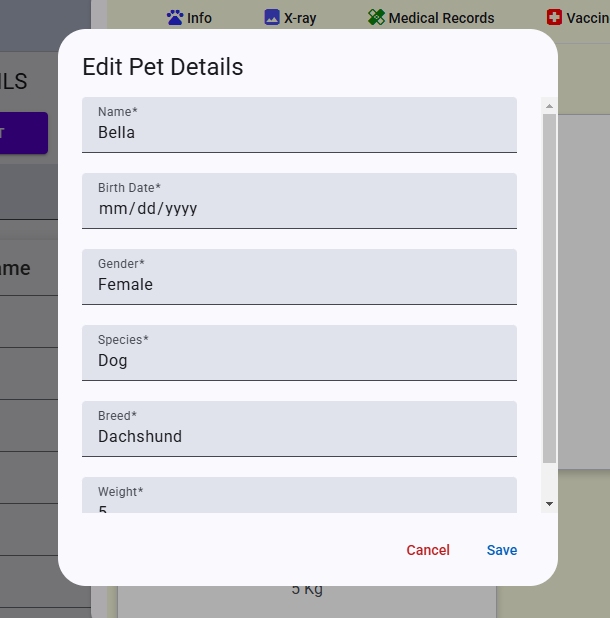 Info X-ray Medical Records Vaccin
ILS
T
ame
Edit Pet Details
Name*
Bella
Birth Date*
mm/dd/yyyy
Gender*
Female
Species*
Dog
Breed*
Dachshund
Weight*
5
Cancel Save
5 Kg